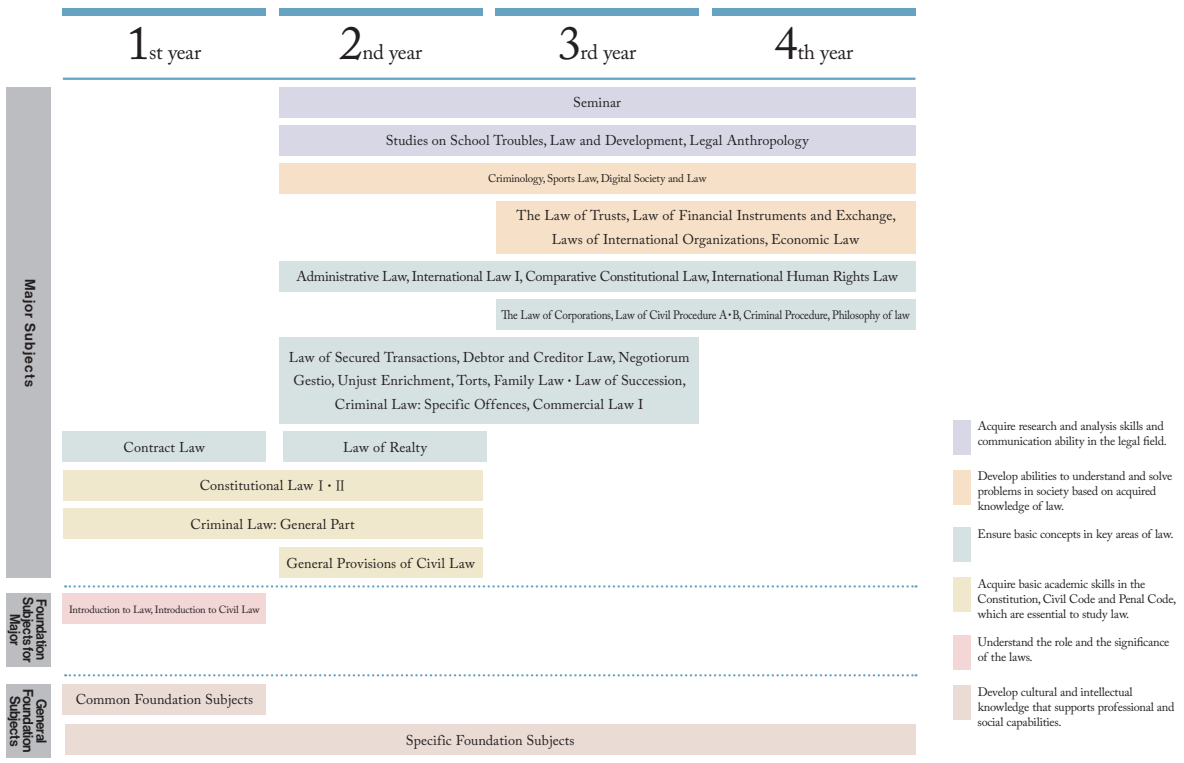 1st year
2nd year
3rd year
4th year
Major Subjects
Seminar
Studies on School Troubles, Law and Development, Legal Anthropology
Criminology, Sports Law, Digital Society and Law
The Law of Trusts, Law of Financial Instruments and Exchange,
Laws of International Organizations, Economic Law
Administrative Law, International Law I, Comparative Constitutional Law, International Human Rights Law
The Law of Corporations, Law of Civil Procedure A・B, Criminal Procedure, Philosophy of law
Law of Secured Transactions, Debtor and Creditor Law, Negotiorum
Gestio, Unjust Enrichment, Torts, Family Law・Law of Succession,
Criminal Law: Specific Offences, Commercial Law I
Contract Law
Law of Realty
Constitutional Law I・II
Criminal Law: General Part
General Provisions of Civil Law
Foundation
Subjects for
Major
Introduction to Law, Introduction to Civil Law
General
Foundation
Subjects
Common Foundation Subjects
Specific Foundation Subjects
Acquire research and analysis skills and
communication ability in the legal field.
Develop abilities to understand and solve
problems in society based on acquired
knowledge of law.
Ensure basic concepts in key areas of law.
Acquire basic academic skills in the
Constitution, Civil Code and Penal Code,
which are essential to study law.
Understand the role and the significance
of the laws.
Develop cultural and intellectual
knowledge that supports professional and
social capabilities.